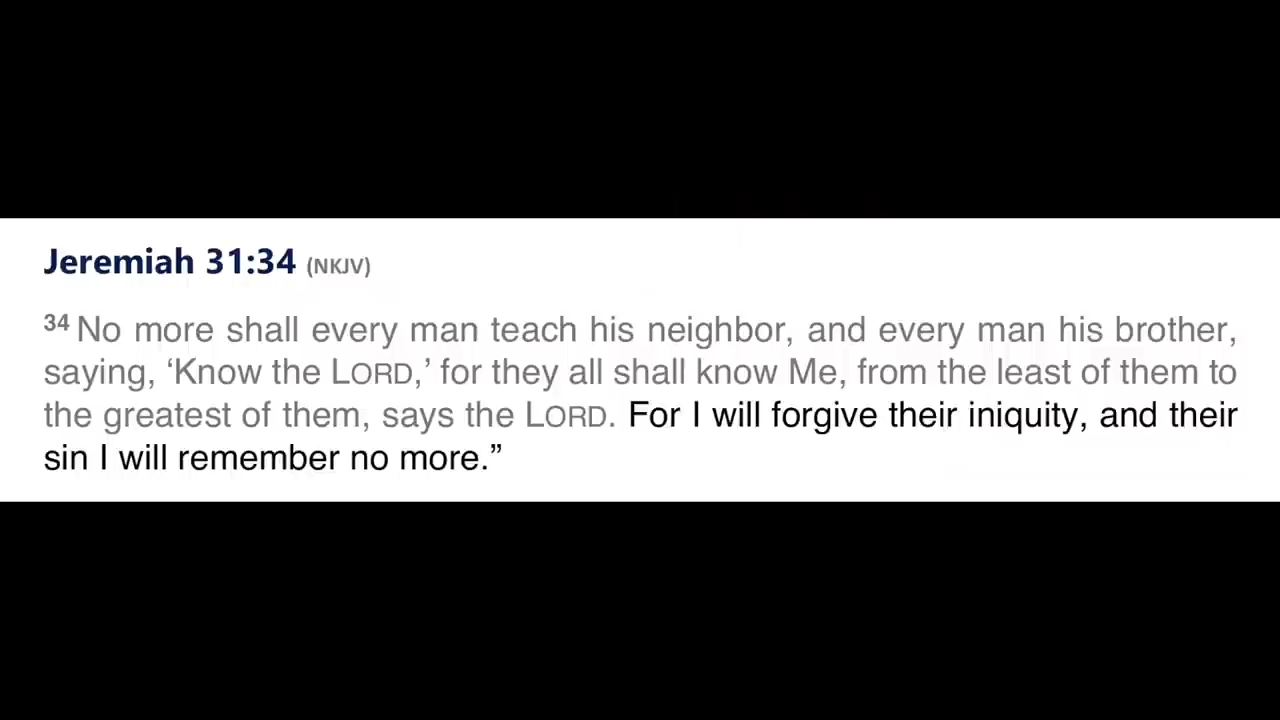 Jeremiah 31:34 (NKJV)
34 No more shall every man teach his neighbor, and every man his brother,
saying, ‘Know the LORD,’ for they all shall know Me, from the least of them to
the greatest of them, says the LORD. For I will forgive their iniquity, and their
sin I will remember no more.”